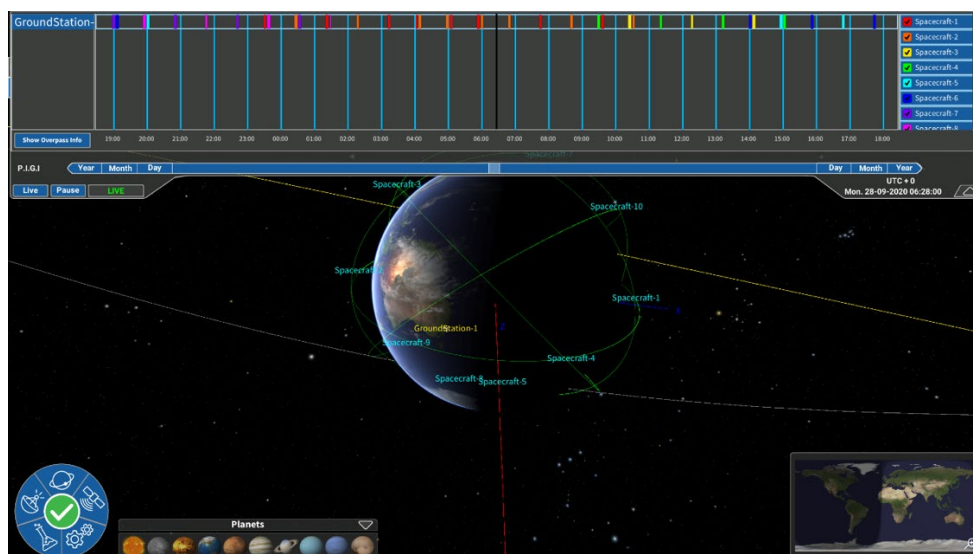 GroundStation-
Spacecraft-1
Spacecraft-2
Spacecraft-3
Spacecraft-4
Spacecraft-5
Spacecraft-6
Spacecraft-7
Spacecraft-8
Show Overpass Info
19:00 20:00 21:00 22:00 23:00 00:00 01:00 02:00 03:00 04:00 05:00 06:00 07:00 08:00 09:00 10:00 11:00 12:00 13:00 14:00 15:00 16:00 17:00 18:00
Spacecraft-7
P.I.G.I Year Month Day Day Month Year
Live Pause LIVE
UTC + 0
Mon. 28-09-2020 06:28:00
Spacecraft-3
Spacecraft-10
Spacecraft-
Spacecraft-1
GroundStation-1
Spacecraft-9
Spacecraft-4
Spacecraft-8
Spacecraft-5
Planets